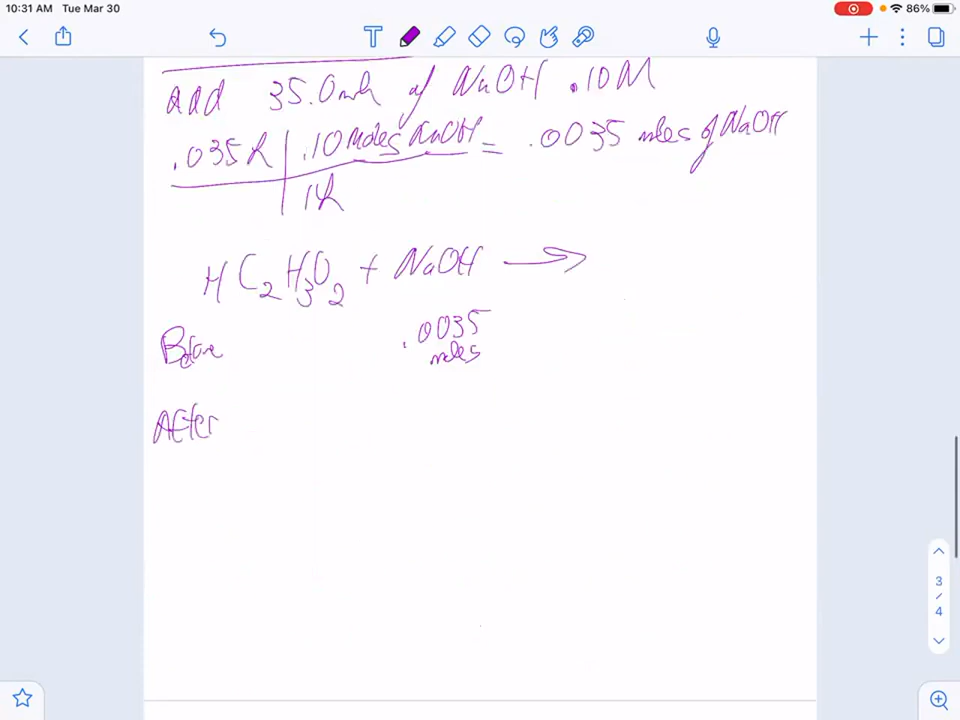 10:31 AM Tue Mar 30
86%
T
add 35.0mL of NaOH .10M
.035L | .10 moles NaOH = .0035 moles of NaOH
1L
HC2H3O2 + NaOH →
Before .0035
moles
After
3
/
4